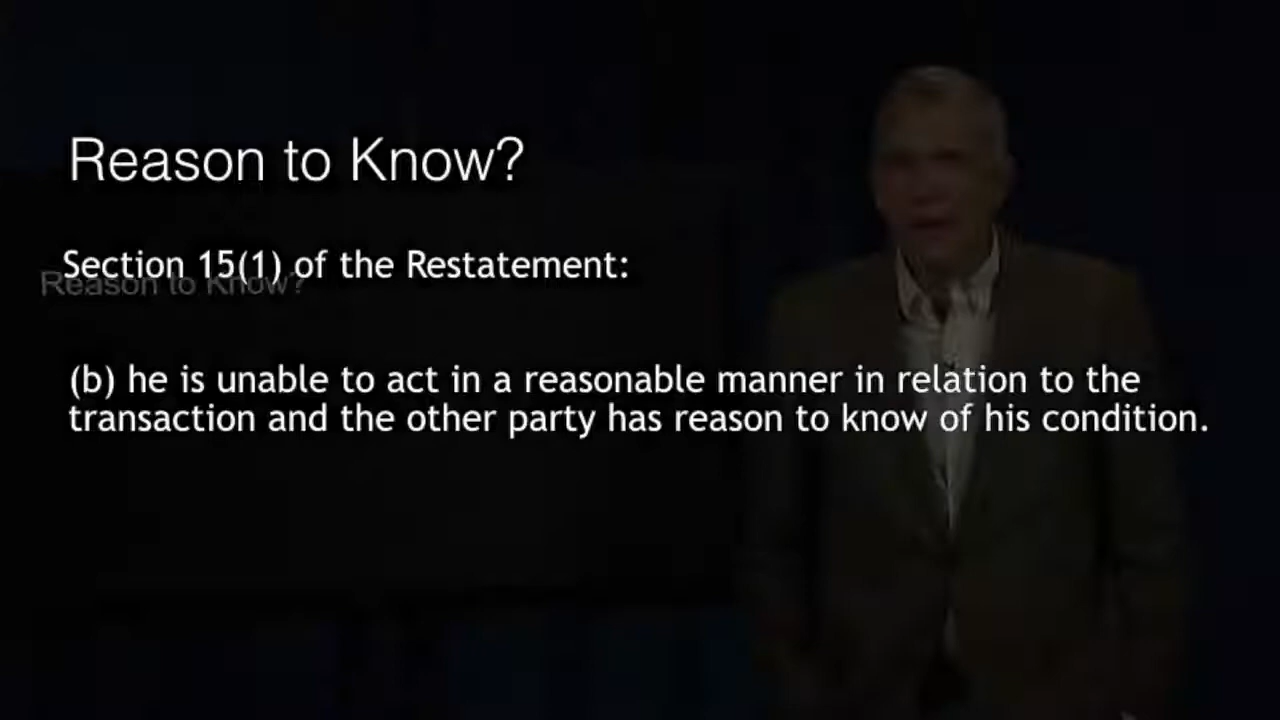 Reason to Know?
Section 15(1) of the Restatement:
Reason to Know?
(b) he is unable to act in a reasonable manner in relation to the
transaction and the other party has reason to know of his condition.